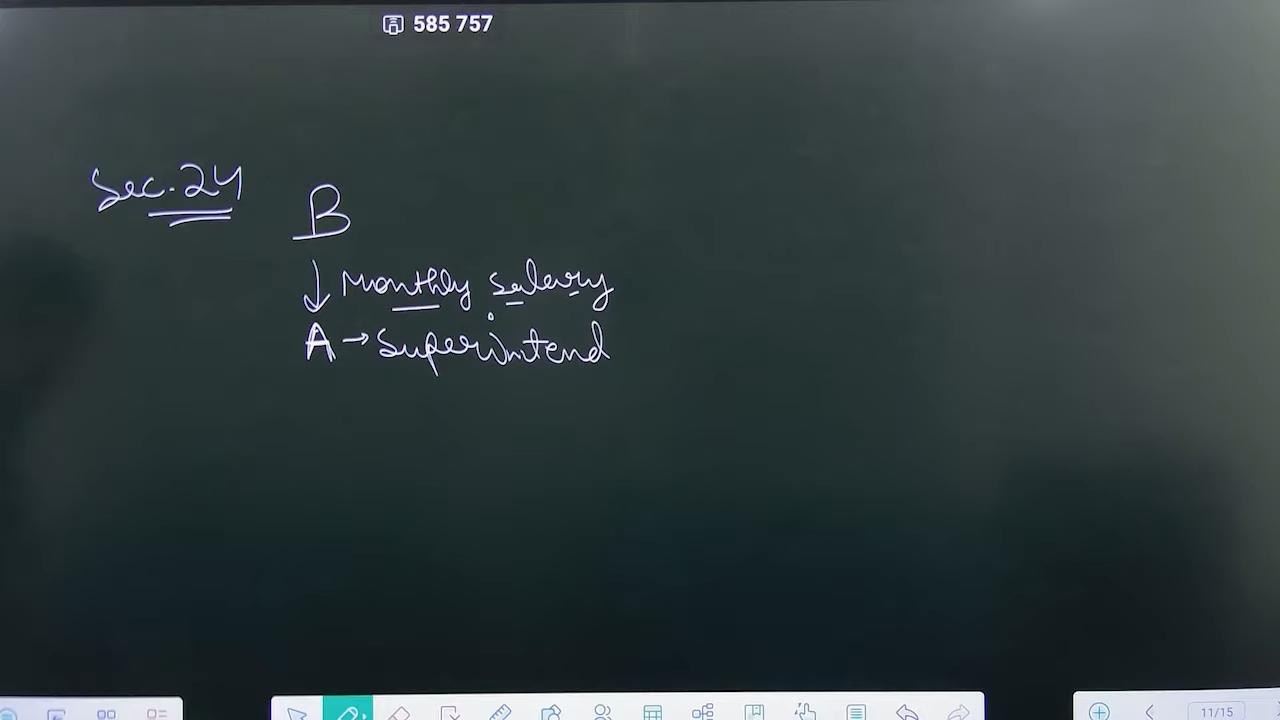 585 757
Sec. 24
B
↓ Monthly salary
A → Superintend
11/15